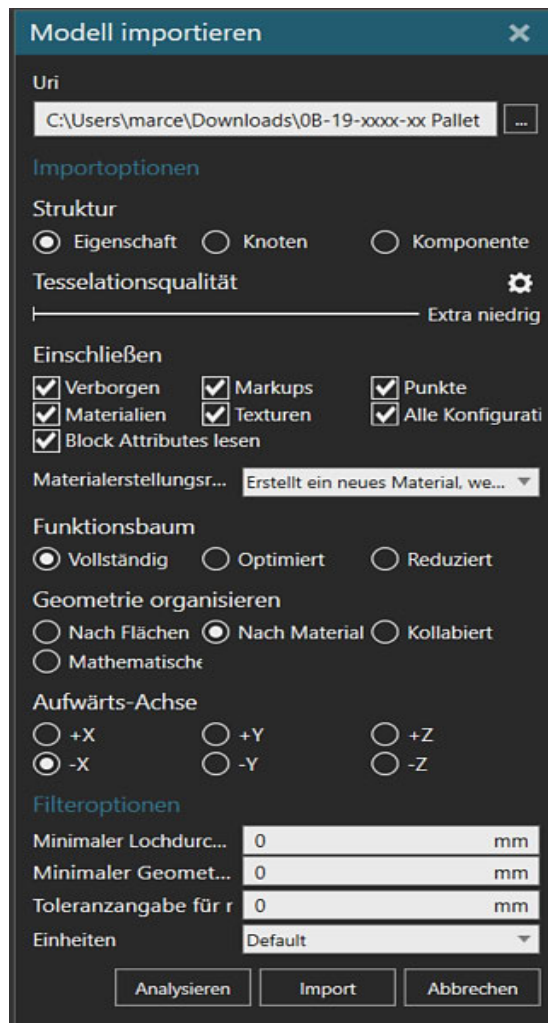 Modell importieren
Uri
C:\Users\marce\Downloads\0B-19-xxxx-xx Pallet ...
Importoptionen
Struktur
Eigenschaft Knoten Komponente
Tesselationsqualität
Extra niedrig
Einschließen
Verborgen Markups Punkte
Materialien Texturen Alle Konfigurati
Block Attributes lesen
Materialerstellungsr... Erstellt ein neues Material, we...
Funktionsbaum
Vollständig Optimiert Reduziert
Geometrie organisieren
Nach Flächen Nach Material Kollabiert
Mathematische
Aufwärts-Achse
+X +Y +Z
-X -Y -Z
Filteroptionen
Minimaler Lochdurc... 0 mm
Minimaler Geomet... 0 mm
Toleranzangabe für r 0 mm
Einheiten Default
Analysieren Import Abbrechen